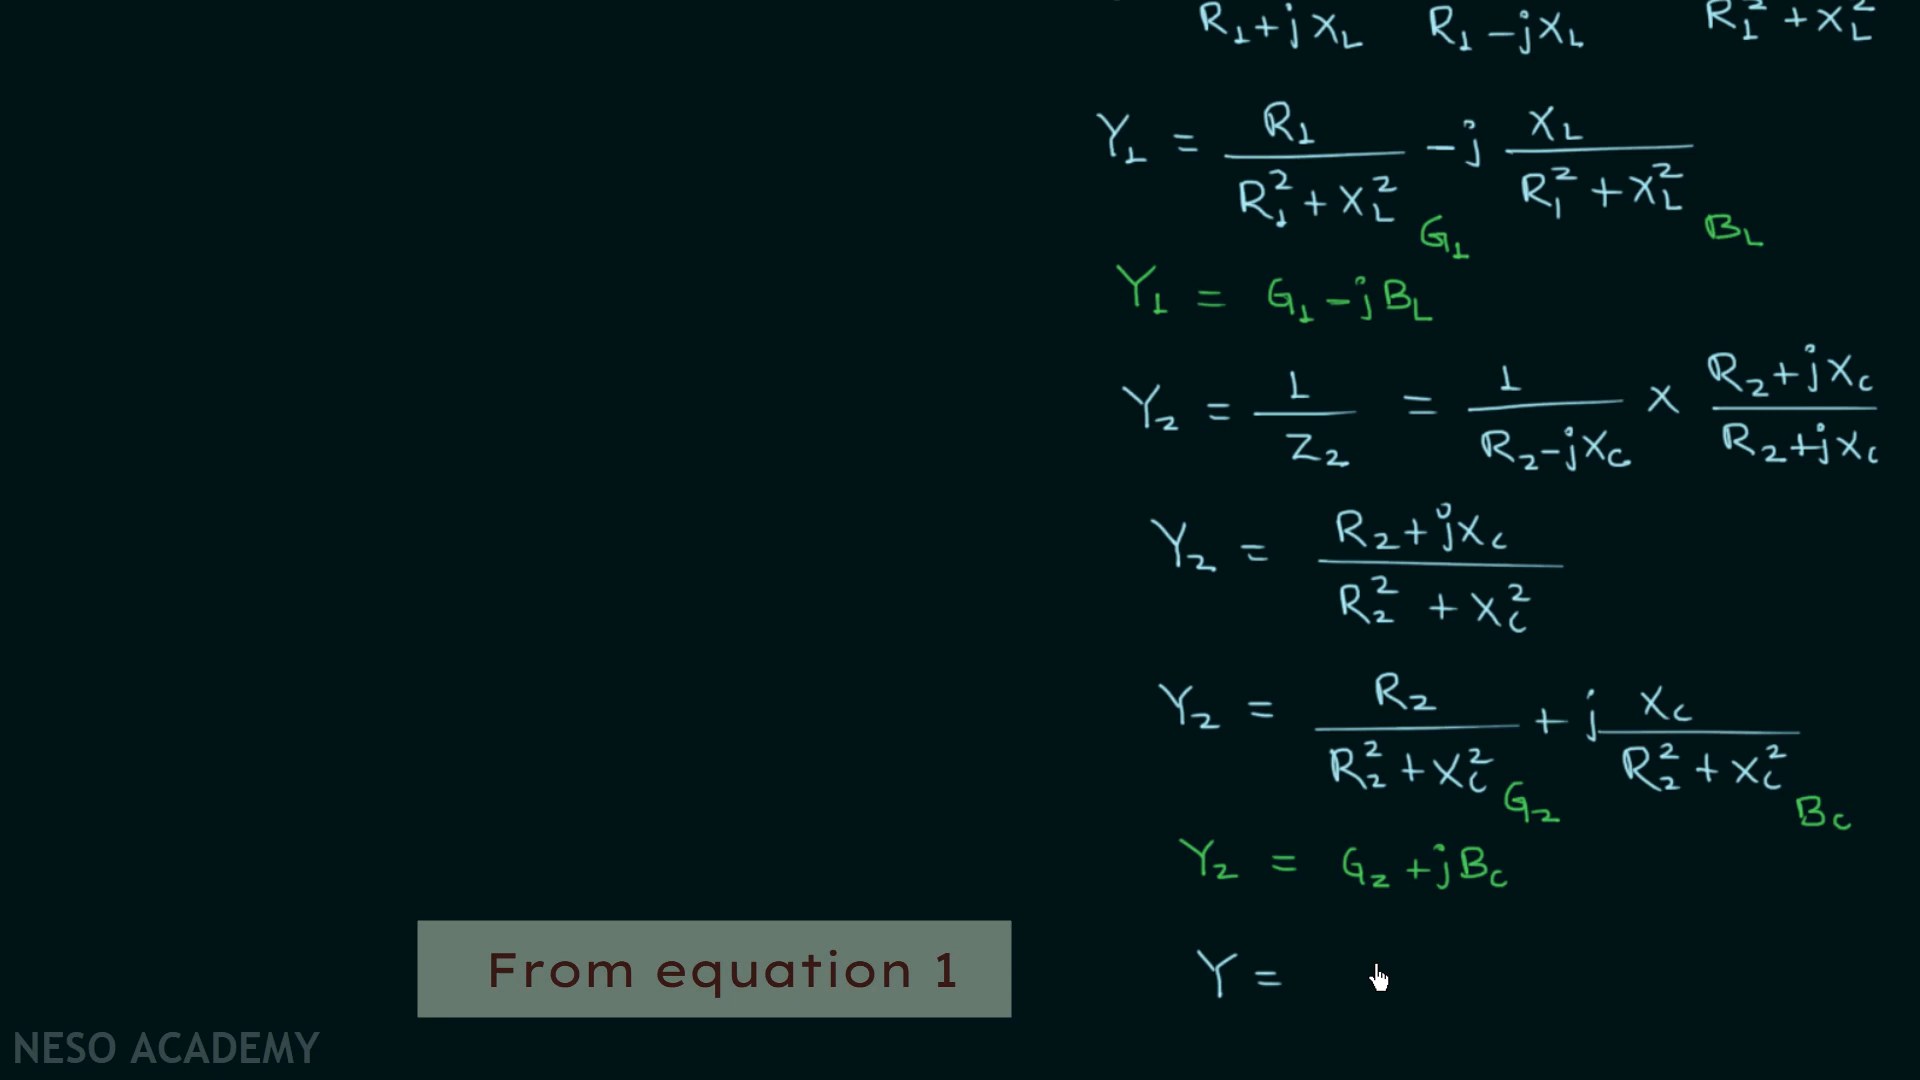 R₁+jX_L   R₁-jX_L   R₁²+X_L²
Y₁ = R₁/(R₁²+X_L²) - j X_L/(R₁²+X_L²)
G₁ B_L
Y₁ = G₁-jB_L
Y₂ = 1/Z₂ = 1/(R₂-jX_C) × (R₂+jX_C)/(R₂+jX_C)
Y₂ = (R₂+jX_C)/(R₂²+X_C²)
Y₂ = R₂/(R₂²+X_C²) + j X_C/(R₂²+X_C²)
G₂ B_C
Y₂ = G₂+jB_C
From equation 1
Y =
NESO ACADEMY